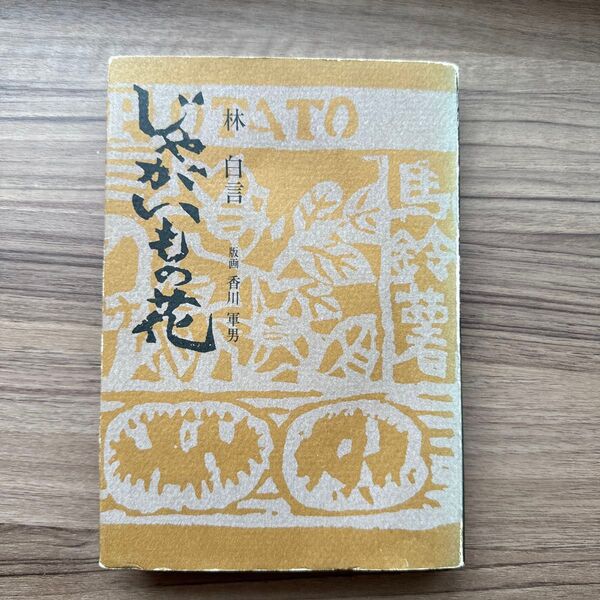 POTATO
じゃがいもの花
林 白言
版画 香川 軍男
馬鈴薯